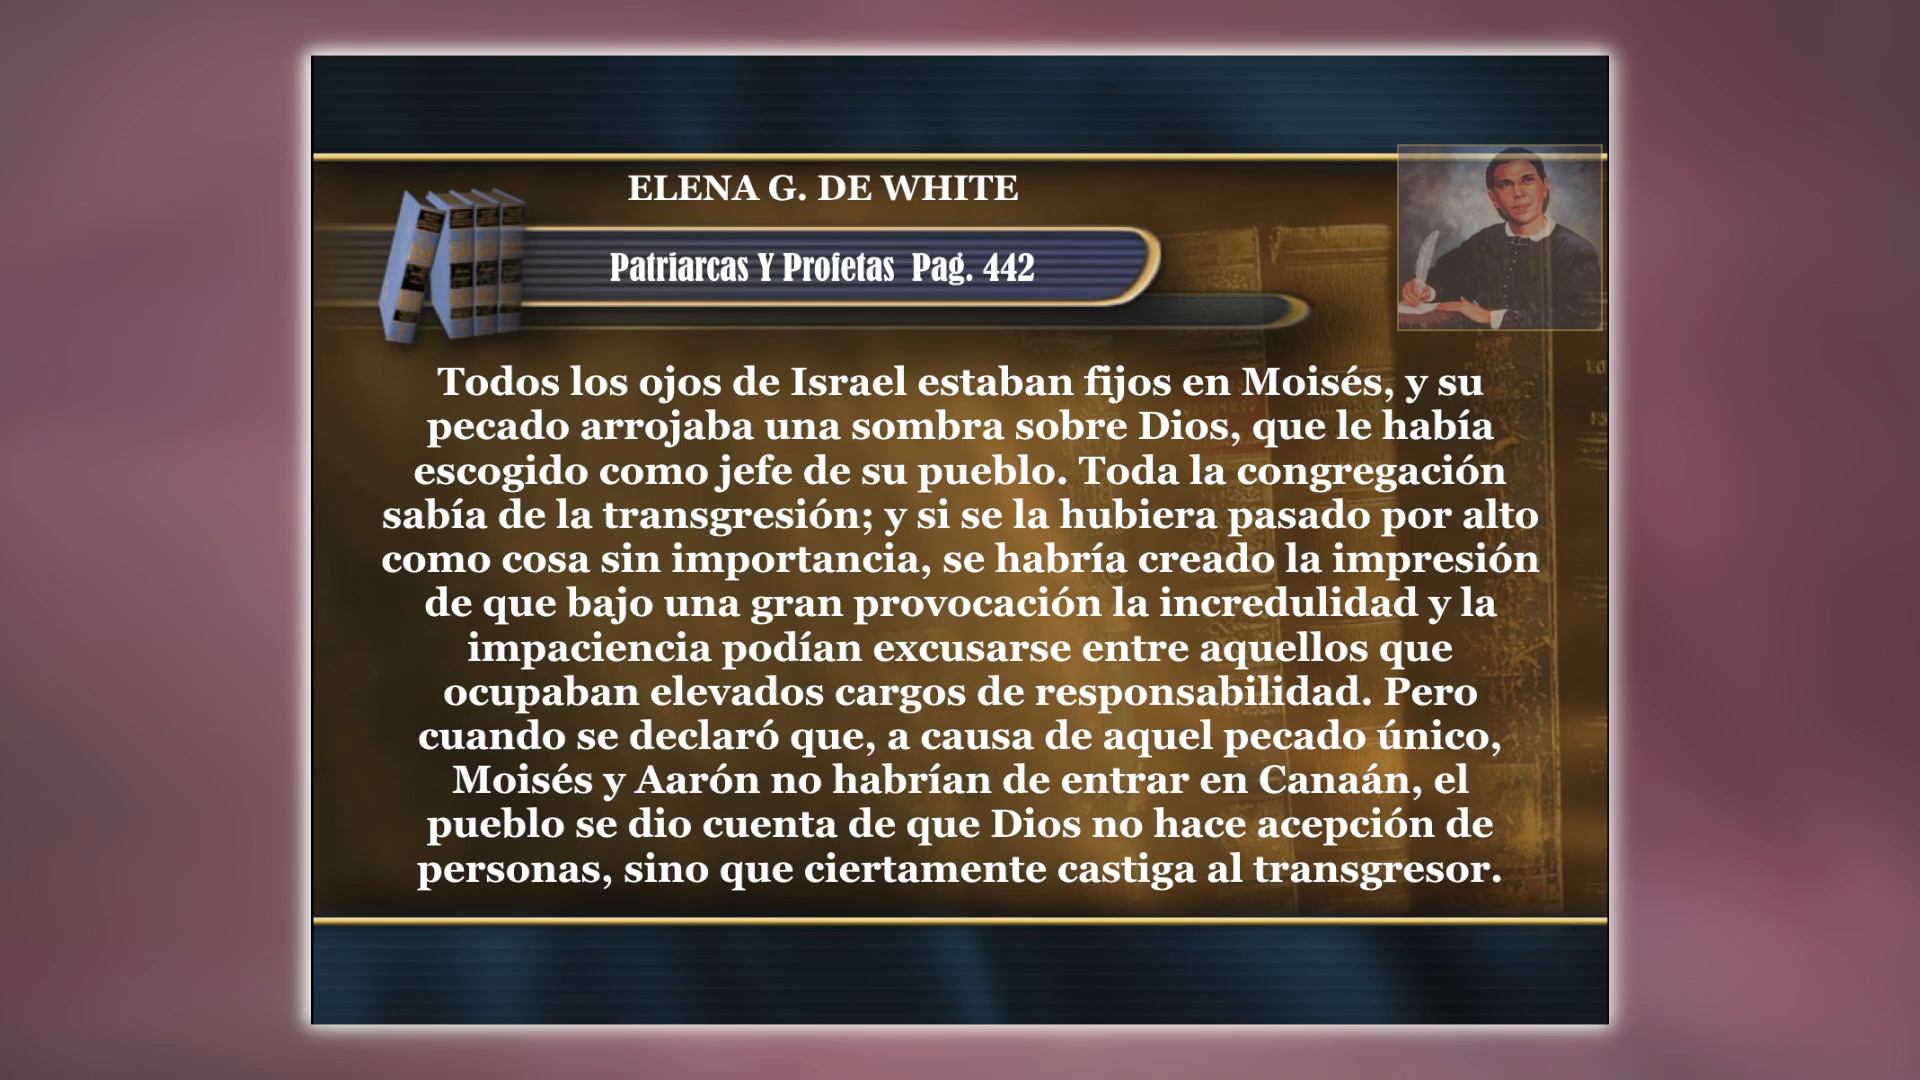 ELENA G. DE WHITE
Patriarcas Y Profetas Pag. 442
Todos los ojos de Israel estaban fijos en Moisés, y su
pecado arrojaba una sombra sobre Dios, que le había
escogido como jefe de su pueblo. Toda la congregación
sabía de la transgresión; y si se la hubiera pasado por alto
como cosa sin importancia, se habría creado la impresión
de que bajo una gran provocación la incredulidad y la
impaciencia podían excusarse entre aquellos que
ocupaban elevados cargos de responsabilidad. Pero
cuando se declaró que, a causa de aquel pecado único,
Moisés y Aarón no habrían de entrar en Canaán, el
pueblo se dio cuenta de que Dios no hace acepción de
personas, sino que ciertamente castiga al transgresor.